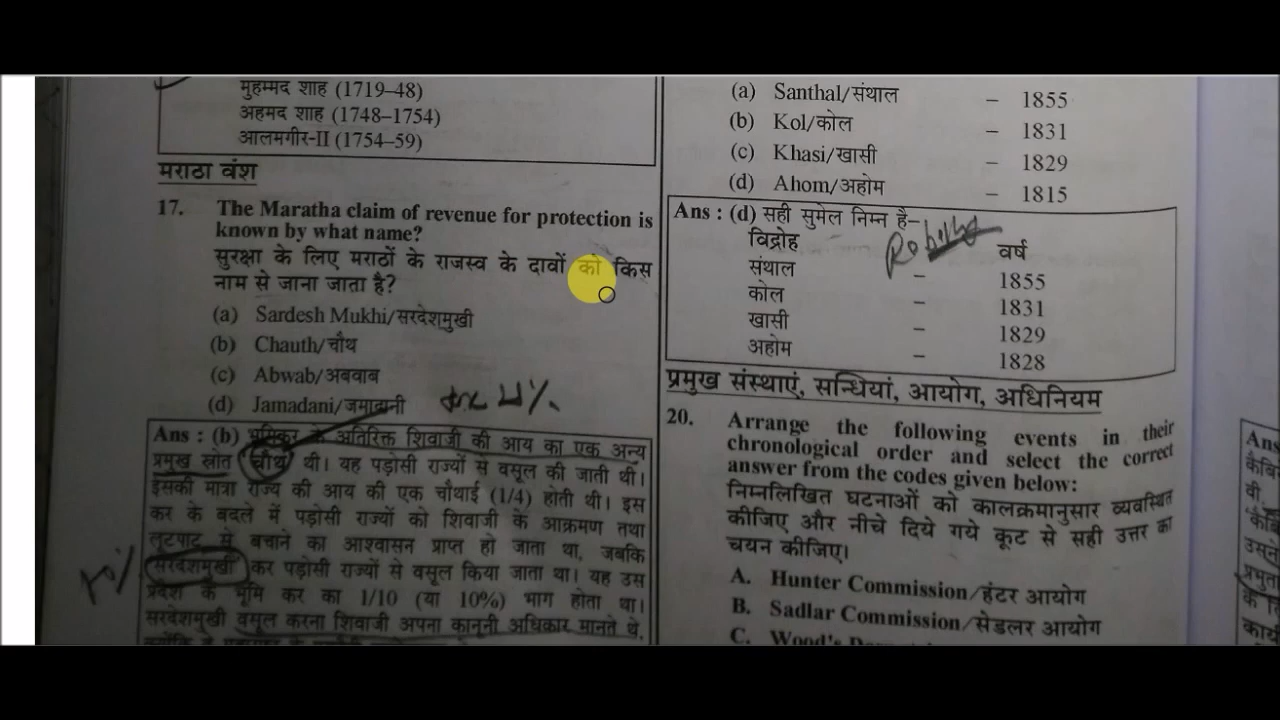 मुहम्मद शाह (1719–48)
अहमद शाह (1748–1754)
आलमगीर-II (1754–59)
मराठा वंश
17. The Maratha claim of revenue for protection is
known by what name?
सुरक्षा के लिए मराठों के राजस्व के दावों को किस
नाम से जाना जाता है?
(a) Sardesh Mukhi/सरदेशमुखी
(b) Chauth/चौथ
(c) Abwab/अबवाब
(d) Jamadani/जमादानी
Ans : (b) भूमिकर के अतिरिक्त शिवाजी की आय का एक अन्य
प्रमुख स्रोत चौथ थी। यह पड़ोसी राज्यों से वसूल की जाती थी।
इसकी मात्रा राज्य की आय की एक चौथाई (1/4) होती थी। इस
कर के बदले में पड़ोसी राज्यों को शिवाजी के आक्रमण तथा
लूटपाट से बचाने का आश्वासन प्राप्त हो जाता था, जबकि
सरदेशमुखी कर पड़ोसी राज्यों से वसूल किया जाता था। यह उस
प्रदेश के भूमि कर का 1/10 (या 10%) भाग होता था।
सरदेशमुखी वसूल करना शिवाजी अपना कानूनी अधिकार मानते थे,
(a) Santhal/संथाल – 1855
(b) Kol/कोल – 1831
(c) Khasi/खासी – 1829
(d) Ahom/अहोम – 1815
Ans : (d) सही सुमेल निम्न है–
विद्रोह वर्ष
संथाल – 1855
कोल – 1831
खासी – 1829
अहोम – 1828
प्रमुख संस्थाएं, सन्धियां, आयोग, अधिनियम
20. Arrange the following events in their
chronological order and select the correct
answer from the codes given below:
निम्नलिखित घटनाओं को कालक्रमानुसार व्यवस्थित
कीजिए और नीचे दिये गये कूट से सही उत्तर का
चयन कीजिए।
A. Hunter Commission/हंटर आयोग
B. Sadlar Commission/सेडलर आयोग
C. Wood's
Ans